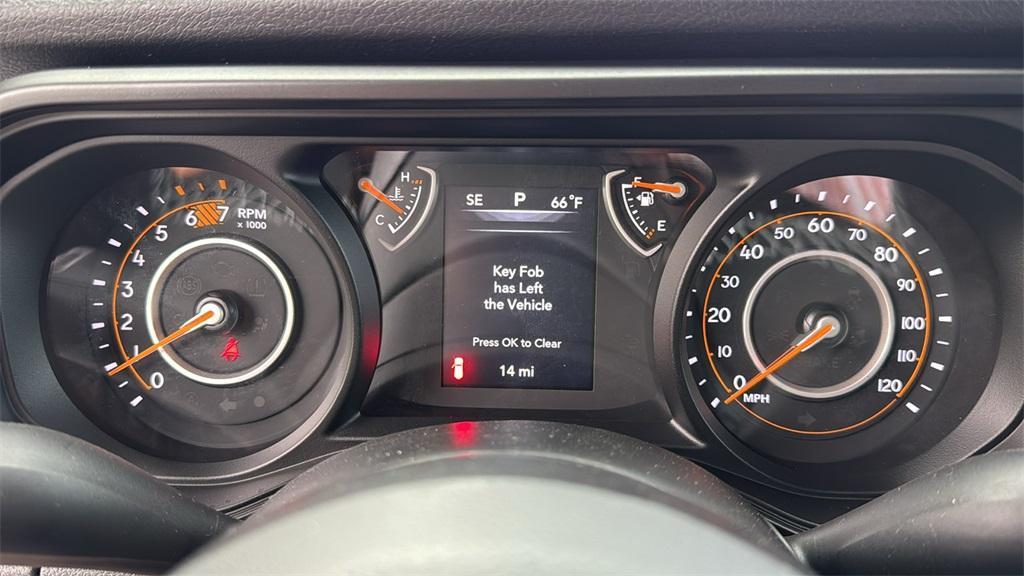 SE P 66°F
Key Fob
has Left
the Vehicle
Press OK to Clear
14 mi
H
C
F
E
0
1
2
3
4
5
6
7
RPM
x 1000
0
10
20
30
40
50
60
70
80
90
100
110
120
MPH